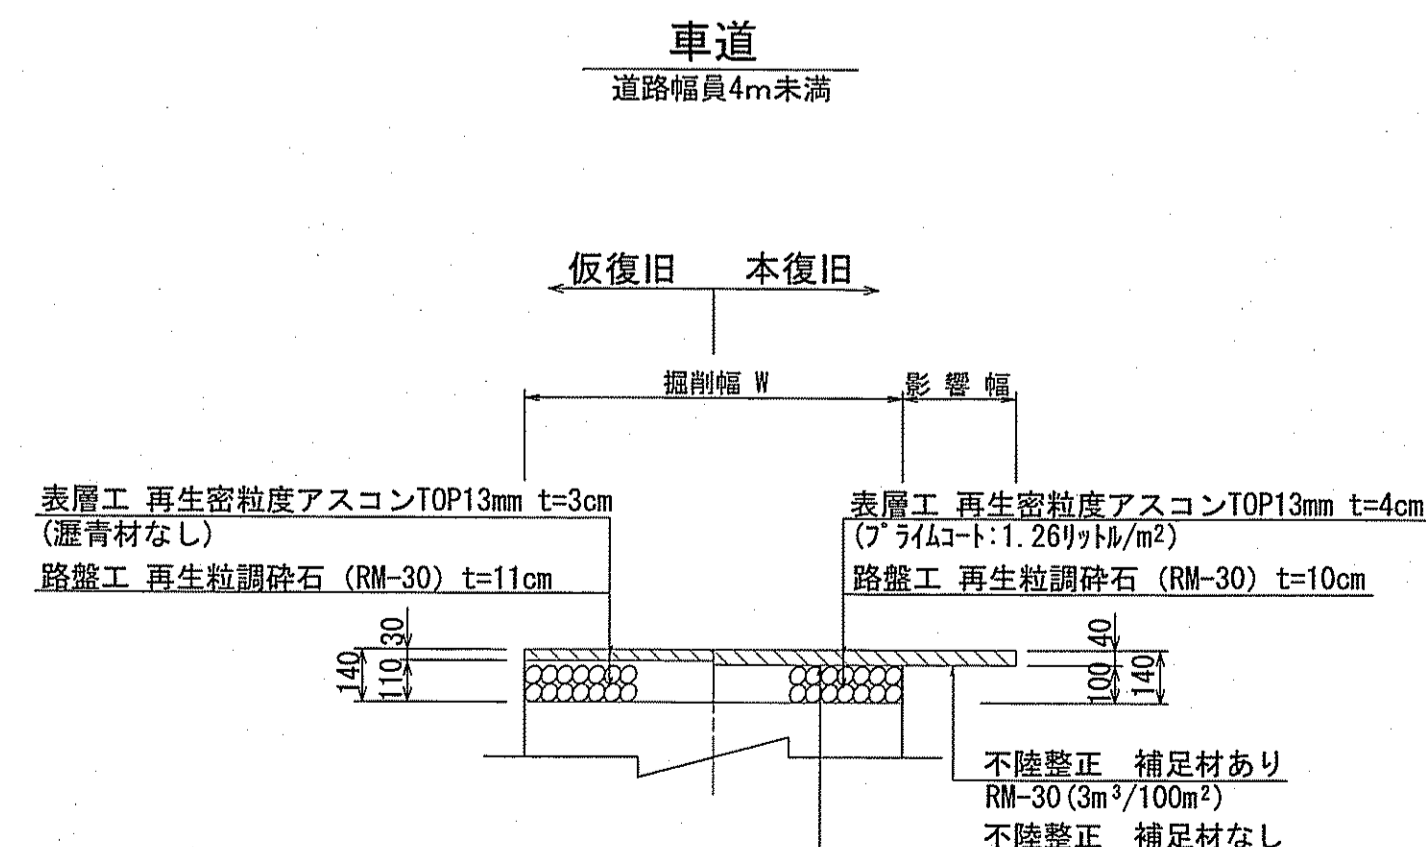 車道
道路幅員4m未満
仮復旧 本復旧
掘削幅 W 影響幅
表層工 再生密粒度アスコンTOP13mm t=3cm
(瀝青材なし)
路盤工 再生粒調砕石 (RM-30) t=11cm
表層工 再生密粒度アスコンTOP13mm t=4cm
(プライムコート:1.26リットル/m²)
路盤工 再生粒調砕石 (RM-30) t=10cm
30
110
140
40
100
140
不陸整正 補足材あり
RM-30(3m³/100m²)
不陸整正 補足材なし